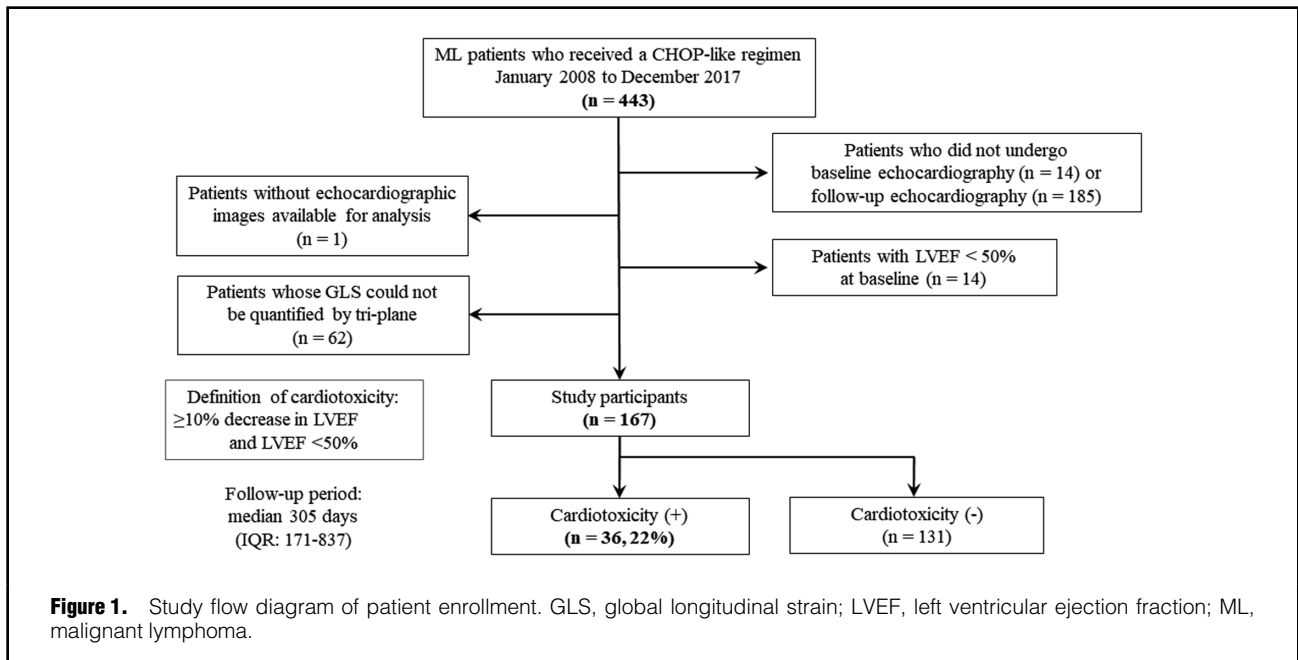 ML patients who received a CHOP-like regimen
January 2008 to December 2017
(n = 443)
Patients who did not undergo
baseline echocardiography (n = 14) or
follow-up echocardiography (n = 185)
Patients without echocardiographic
images available for analysis
(n = 1)
Patients with LVEF < 50%
at baseline (n = 14)
Patients whose GLS could not
be quantified by tri-plane
(n = 62)
Definition of cardiotoxicity:
≥10% decrease in LVEF
and LVEF <50%
Study participants
(n = 167)
Follow-up period:
median 305 days
(IQR: 171-837)
Cardiotoxicity (+)
(n = 36, 22%)
Cardiotoxicity (-)
(n = 131)
Figure 1. Study flow diagram of patient enrollment. GLS, global longitudinal strain; LVEF, left ventricular ejection fraction; ML,
malignant lymphoma.